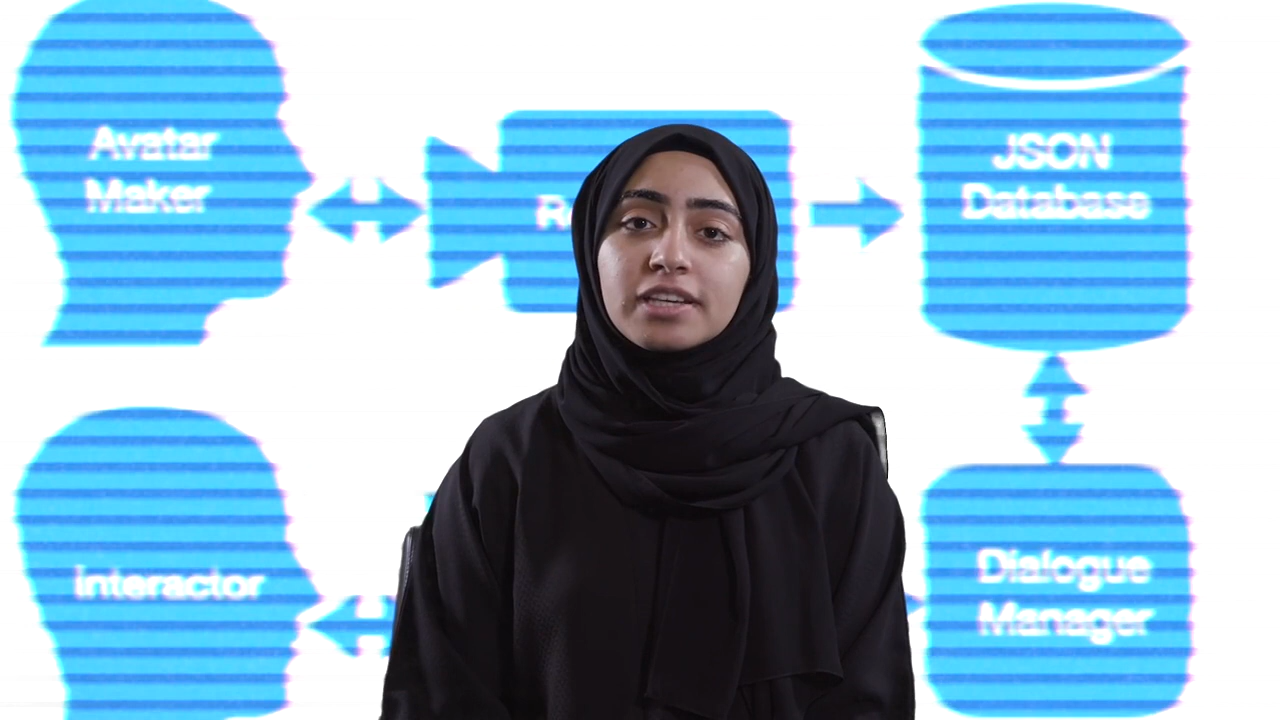 Avatar
Maker
JSON
Database
interactor
Dialogue
Manager